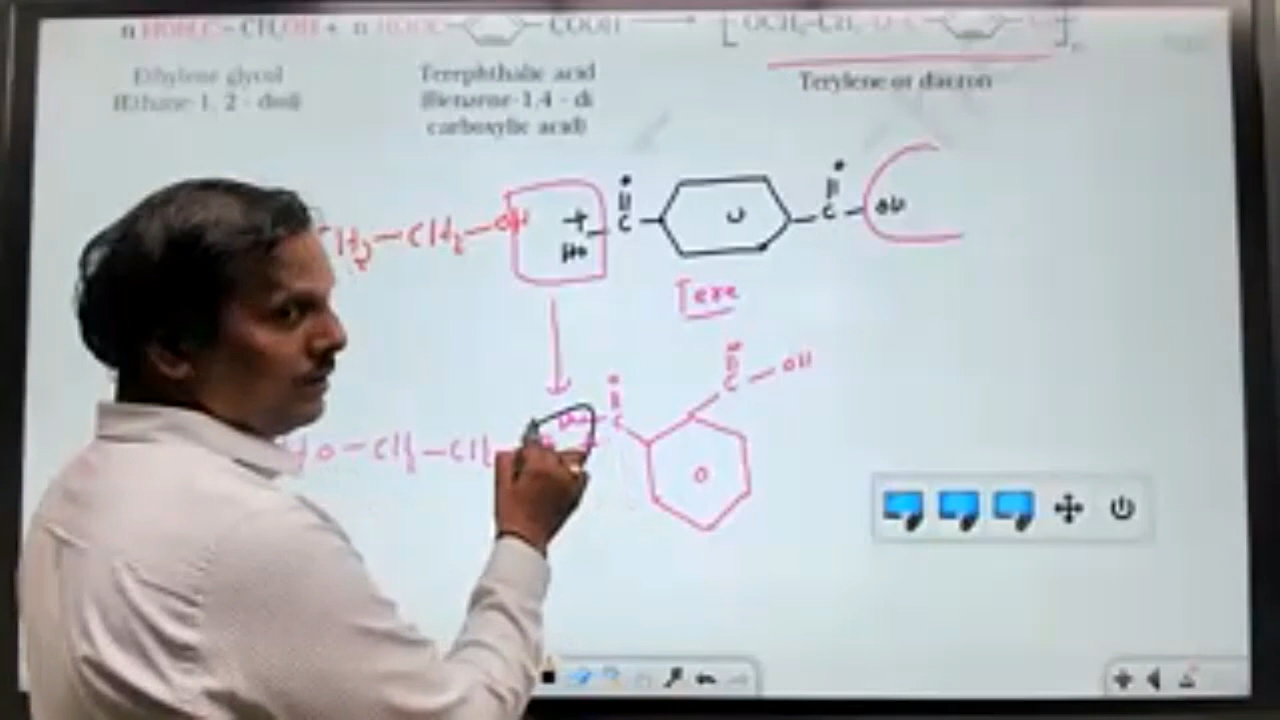 n HOH₂C – CH₂OH + n HOOC – COOH → [ OCH₂–CH₂–O–C
Ethylene glycol Terephthalic acid Terylene or dacron
(Ethane-1, 2 - diol) (Benzene-1,4 - di
carboxylic acid)
CH₂ – CH₂ – OH + HO – C – C – OH
Tere
C – OH
HO – CH₂ – CH₂ C